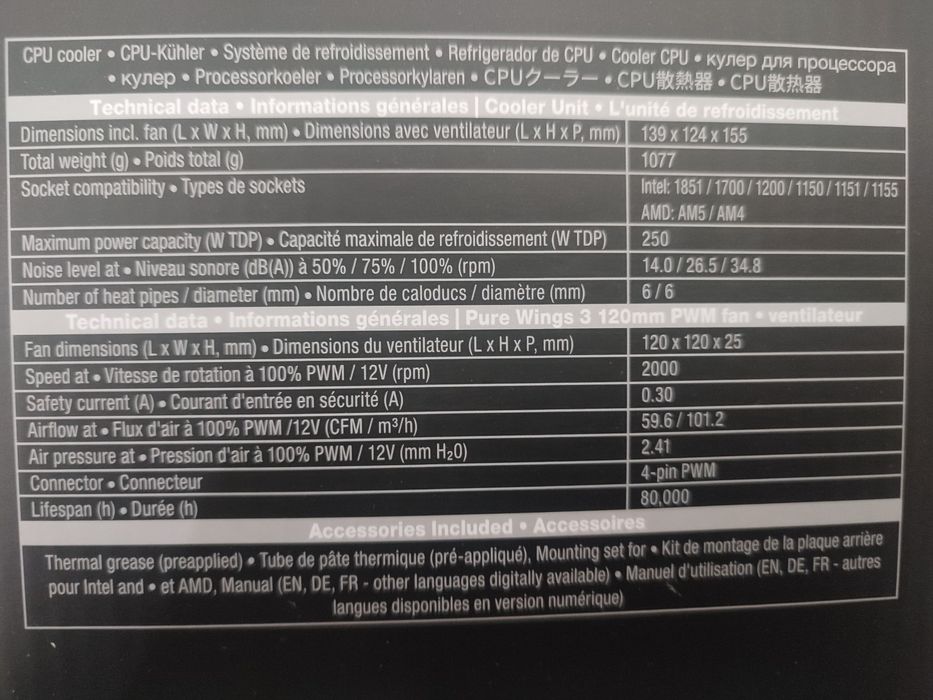 CPU cooler • CPU-Kühler • Système de refroidissement • Refrigerador de CPU • Cooler CPU • кулер для процессора
• кулер • Processorkoeler • Processorkylaren • CPUクーラー • CPU散熱器 • CPU散热器
Technical data • Informations générales | Cooler Unit • L'unité de refroidissement
Dimensions incl. fan (L x W x H, mm) • Dimensions avec ventilateur (L x H x P, mm) 139 x 124 x 155
Total weight (g) • Poids total (g) 1077
Socket compatibility • Types de sockets Intel: 1851 / 1700 / 1200 / 1150 / 1151 / 1155
AMD: AM5 / AM4
Maximum power capacity (W TDP) • Capacité maximale de refroidissement (W TDP) 250
Noise level at • Niveau sonore (dB(A)) à 50% / 75% / 100% (rpm) 14.0 / 26.5 / 34.8
Number of heat pipes / diameter (mm) • Nombre de caloducs / diamètre (mm) 6 / 6
Technical data • Informations générales | Pure Wings 3 120mm PWM fan • ventilateur
Fan dimensions (L x W x H, mm) • Dimensions du ventilateur (L x H x P, mm) 120 x 120 x 25
Speed at • Vitesse de rotation à 100% PWM / 12V (rpm) 2000
Safety current (A) • Courant d'entrée en sécurité (A) 0.30
Airflow at • Flux d'air à 100% PWM /12V (CFM / m³/h) 59.6 / 101.2
Air pressure at • Pression d'air à 100% PWM / 12V (mm H₂0) 2.41
Connector • Connecteur 4-pin PWM
Lifespan (h) • Durée (h) 80,000
Accessories Included • Accessoires
Thermal grease (preapplied) • Tube de pâte thermique (pré-appliqué), Mounting set for • Kit de montage de la plaque arrière
pour Intel and • et AMD, Manual (EN, DE, FR - other languages digitally available) • Manuel d'utilisation (EN, DE, FR - autres
langues disponibles en version numérique)